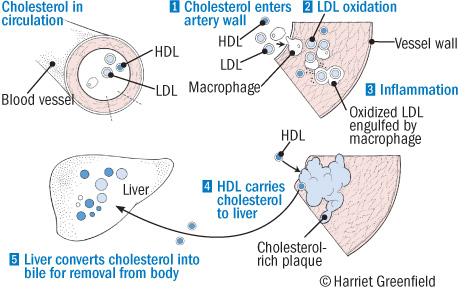 Cholesterol in
circulation
HDL
LDL
Blood vessel
1 Cholesterol enters
artery wall
HDL
LDL
Macrophage
2 LDL oxidation
Vessel wall
3 Inflammation
Oxidized LDL
engulfed by
macrophage
HDL
4 HDL carries
cholesterol
to liver
Liver
Cholesterol-
rich plaque
5 Liver converts cholesterol into
bile for removal from body
© Harriet Greenfield